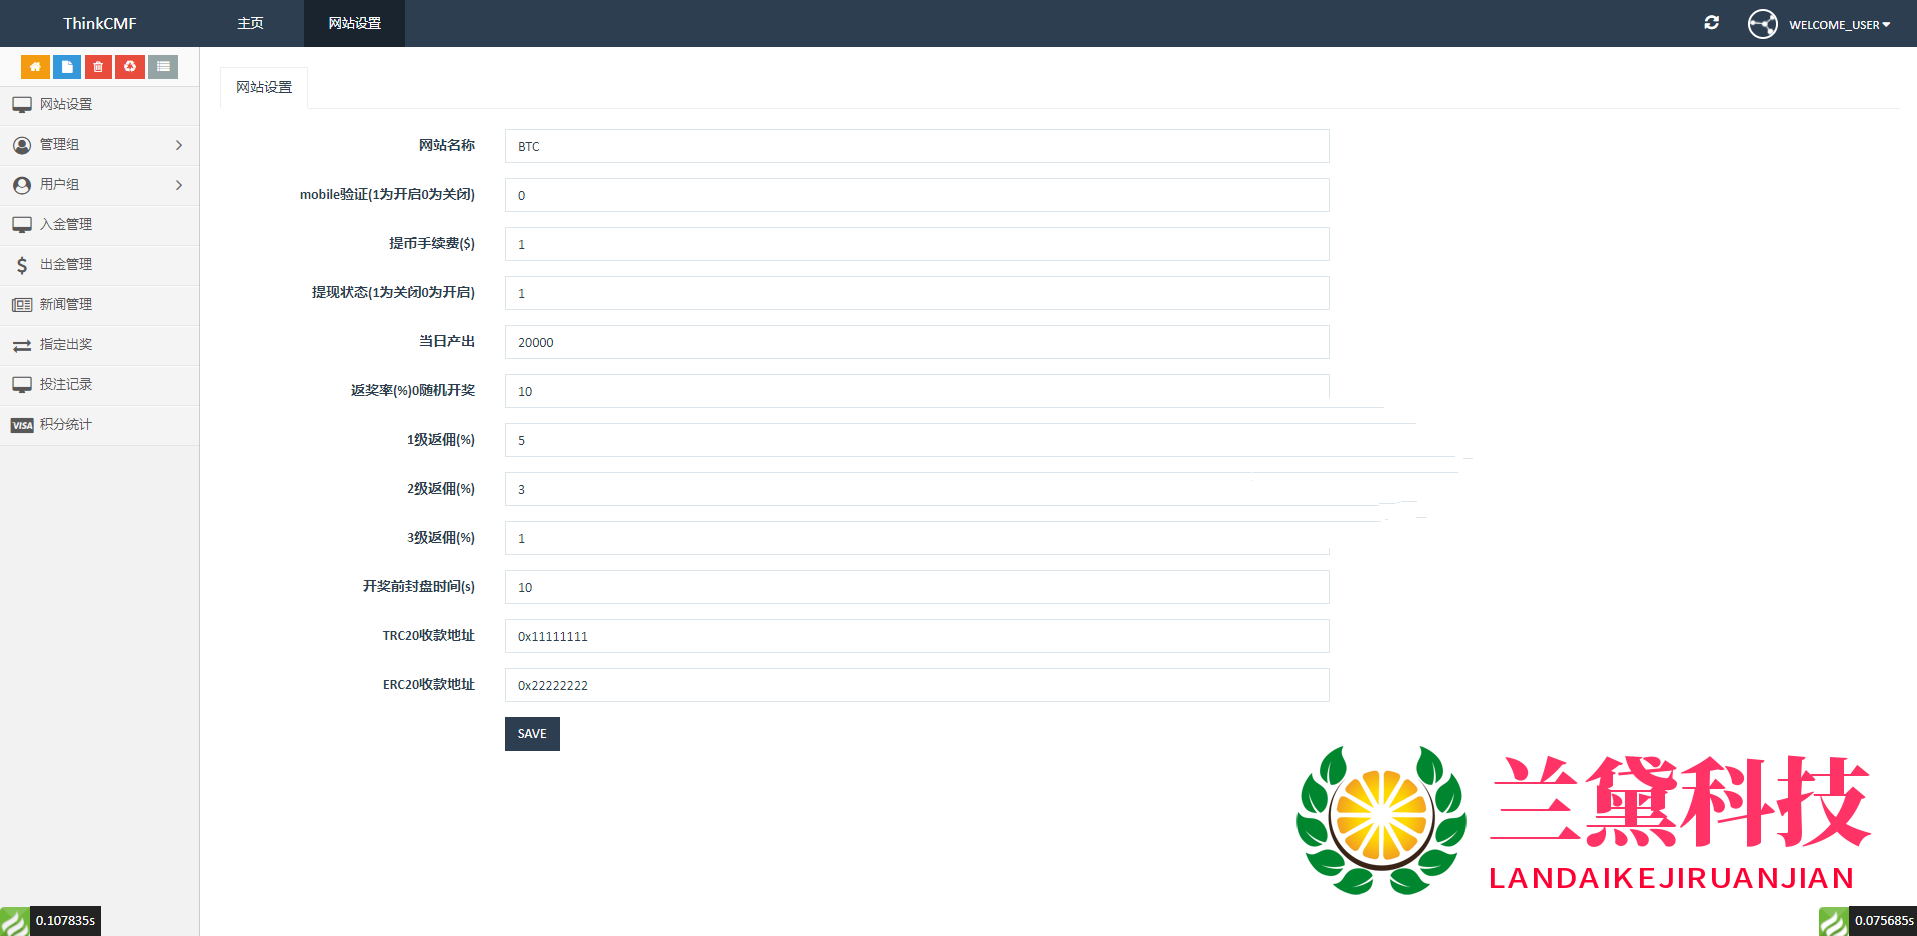 ThinkCMF 主页 网站设置 WELCOME_USER
网站设置
管理组
用户组
入金管理
出金管理
新闻管理
指定出奖
投注记录
VISA 积分统计
网站设置
网站名称 BTC
mobile验证(1为开启0为关闭) 0
提币手续费($) 1
提现状态(1为关闭0为开启) 1
当日产出 20000
返奖率(%)0随机开奖 10
1级返佣(%) 5
2级返佣(%) 3
3级返佣(%) 1
开奖前封盘时间(s) 10
TRC20收款地址 0x11111111
ERC20收款地址 0x22222222
SAVE
兰黛科技
LANDAIKEJIRUANJIAN
0.107835s
0.075685s